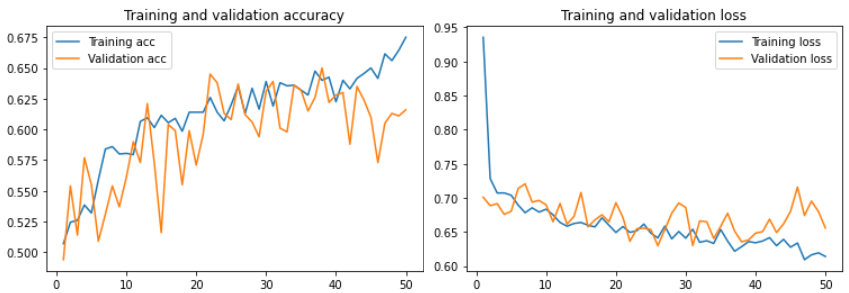 Training and validation accuracy
0.675
0.650
0.625
0.600
0.575
0.550
0.525
0.500
Training acc
Validation acc
0 10 20 30 40 50
Training and validation loss
0.95
0.90
0.85
0.80
0.75
0.70
0.65
0.60
Training loss
Validation loss
0 10 20 30 40 50